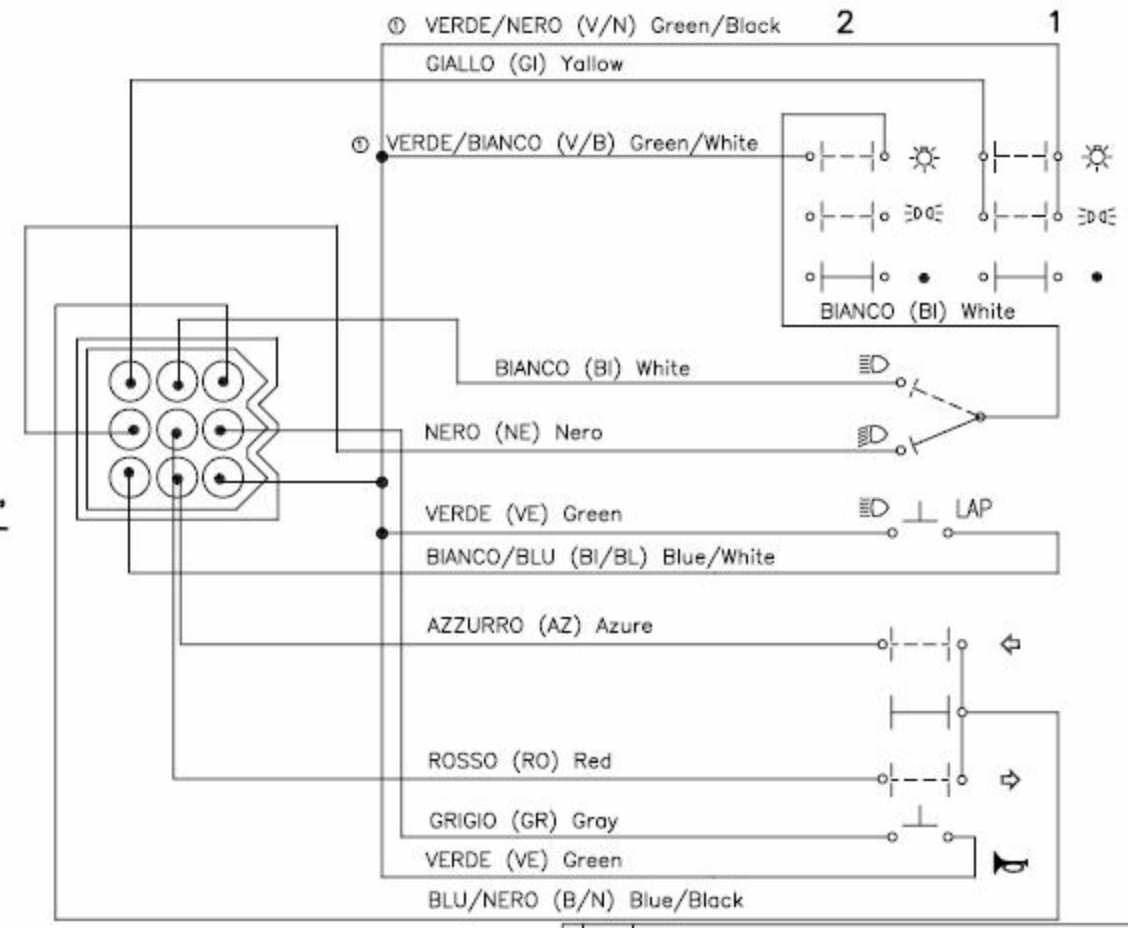 ① VERDE/NERO (V/N) Green/Black
2
1
GIALLO (GI) Yallow
① VERDE/BIANCO (V/B) Green/White
BIANCO (BI) White
BIANCO (BI) White
NERO (NE) Nero
VERDE (VE) Green
LAP
BIANCO/BLU (BI/BL) Blue/White
AZZURRO (AZ) Azure
ROSSO (RO) Red
GRIGIO (GR) Gray
VERDE (VE) Green
BLU/NERO (B/N) Blue/Black